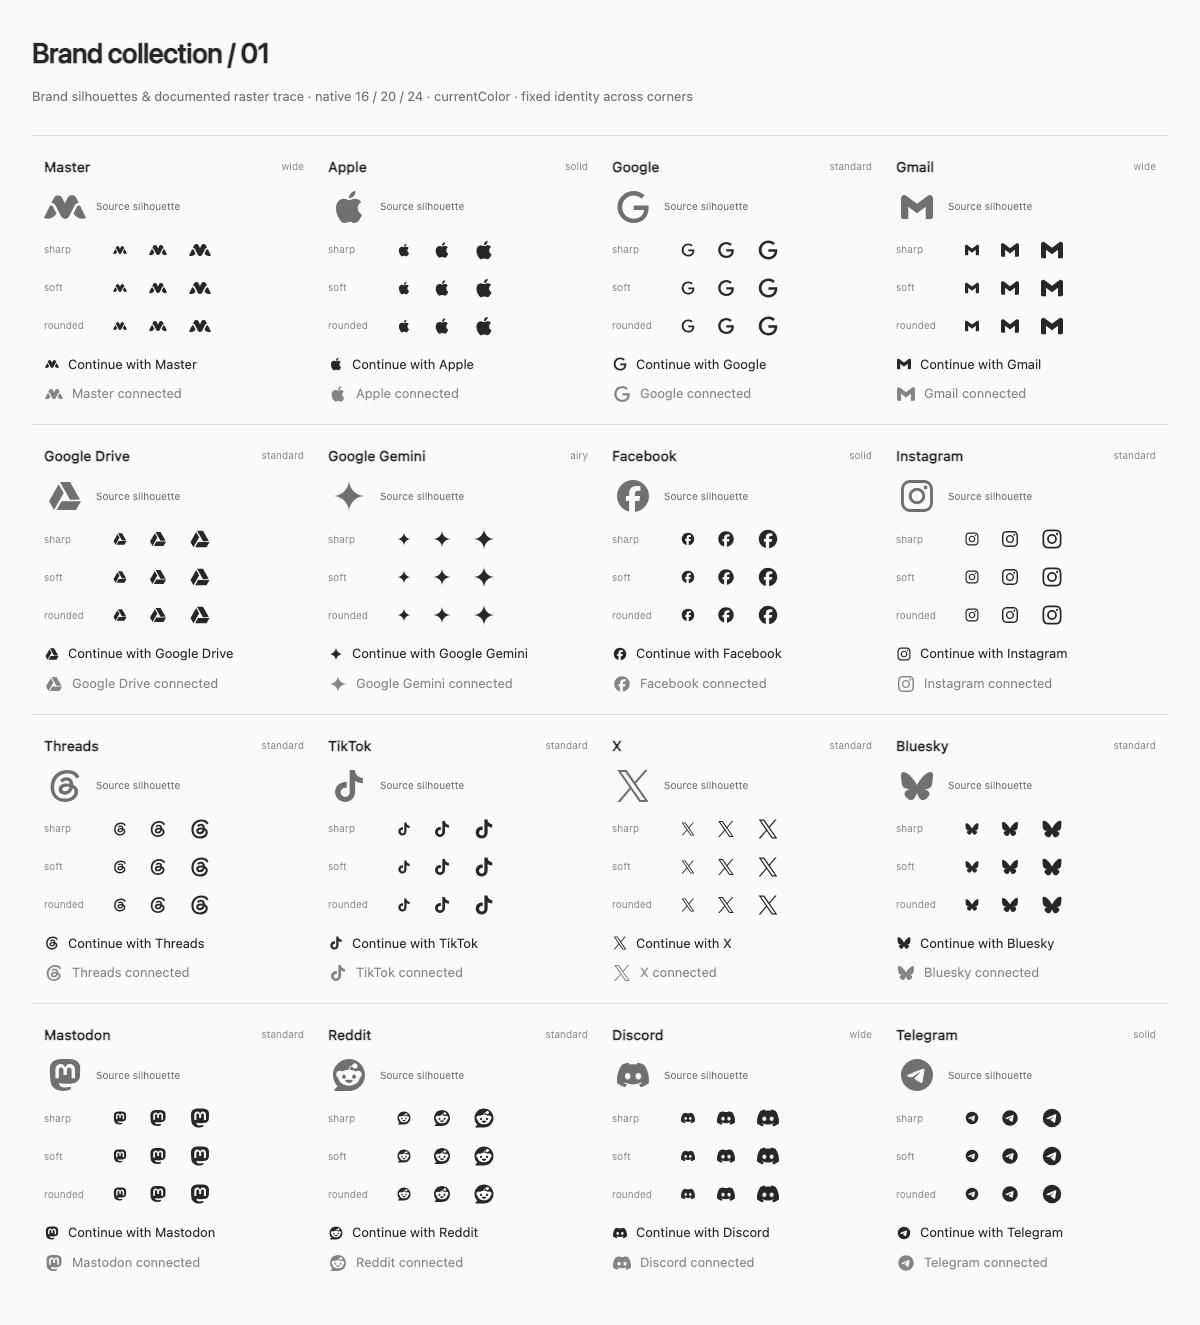 Brand collection / 01
Brand silhouettes & documented raster trace · native 16 / 20 / 24 · currentColor · fixed identity across corners
Master wide
Source silhouette
sharp
soft
rounded
Continue with Master
Master connected
Apple solid
Source silhouette
sharp
soft
rounded
Continue with Apple
Apple connected
Google standard
Source silhouette
sharp
soft
rounded
Continue with Google
Google connected
Gmail wide
Source silhouette
sharp
soft
rounded
Continue with Gmail
Gmail connected
Google Drive standard
Source silhouette
sharp
soft
rounded
Continue with Google Drive
Google Drive connected
Google Gemini airy
Source silhouette
sharp
soft
rounded
Continue with Google Gemini
Google Gemini connected
Facebook solid
Source silhouette
sharp
soft
rounded
Continue with Facebook
Facebook connected
Instagram standard
Source silhouette
sharp
soft
rounded
Continue with Instagram
Instagram connected
Threads standard
Source silhouette
sharp
soft
rounded
Continue with Threads
Threads connected
TikTok standard
Source silhouette
sharp
soft
rounded
Continue with TikTok
TikTok connected
X standard
Source silhouette
sharp
soft
rounded
Continue with X
X connected
Bluesky standard
Source silhouette
sharp
soft
rounded
Continue with Bluesky
Bluesky connected
Mastodon standard
Source silhouette
sharp
soft
rounded
Continue with Mastodon
Mastodon connected
Reddit standard
Source silhouette
sharp
soft
rounded
Continue with Reddit
Reddit connected
Discord wide
Source silhouette
sharp
soft
rounded
Continue with Discord
Discord connected
Telegram solid
Source silhouette
sharp
soft
rounded
Continue with Telegram
Telegram connected